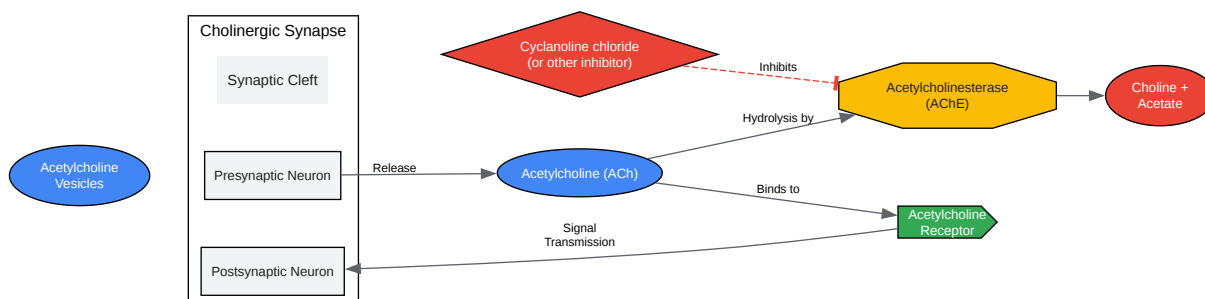 Cholinergic Synapse
Synaptic Cleft
Acetylcholine
Vesicles
Presynaptic Neuron
Postsynaptic Neuron
Release
Acetylcholine (ACh)
Cyclanoline chloride
(or other inhibitor)
Inhibits
Hydrolysis by
Acetylcholinesterase
(AChE)
Choline +
Acetate
Binds to
Acetylcholine
Receptor
Signal
Transmission